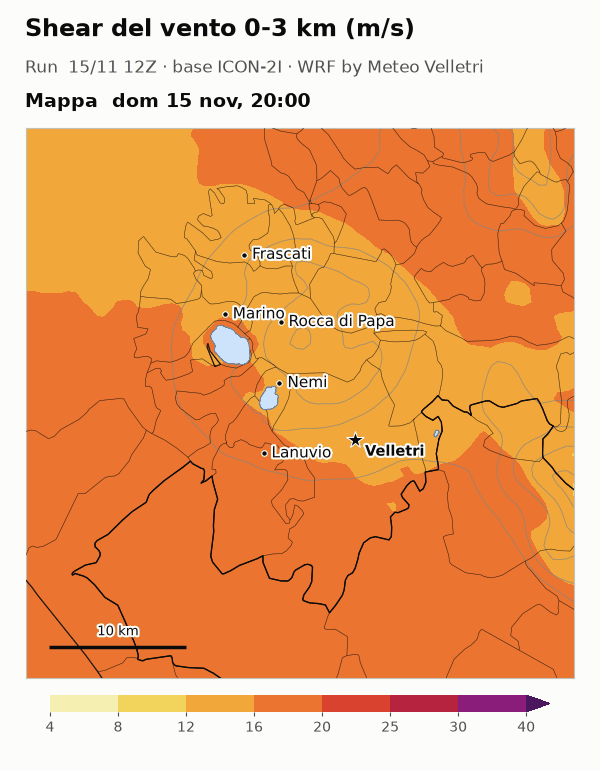 Shear del vento 0-3 km (m/s)
Run  15/11 12Z · base ICON-2I · WRF by Meteo Velletri
Mappa  dom 15 nov, 20:00
Frascati
Marino
Rocca di Papa
Nemi
Velletri
Lanuvio
10 km
4 8 12 16 20 25 30 40